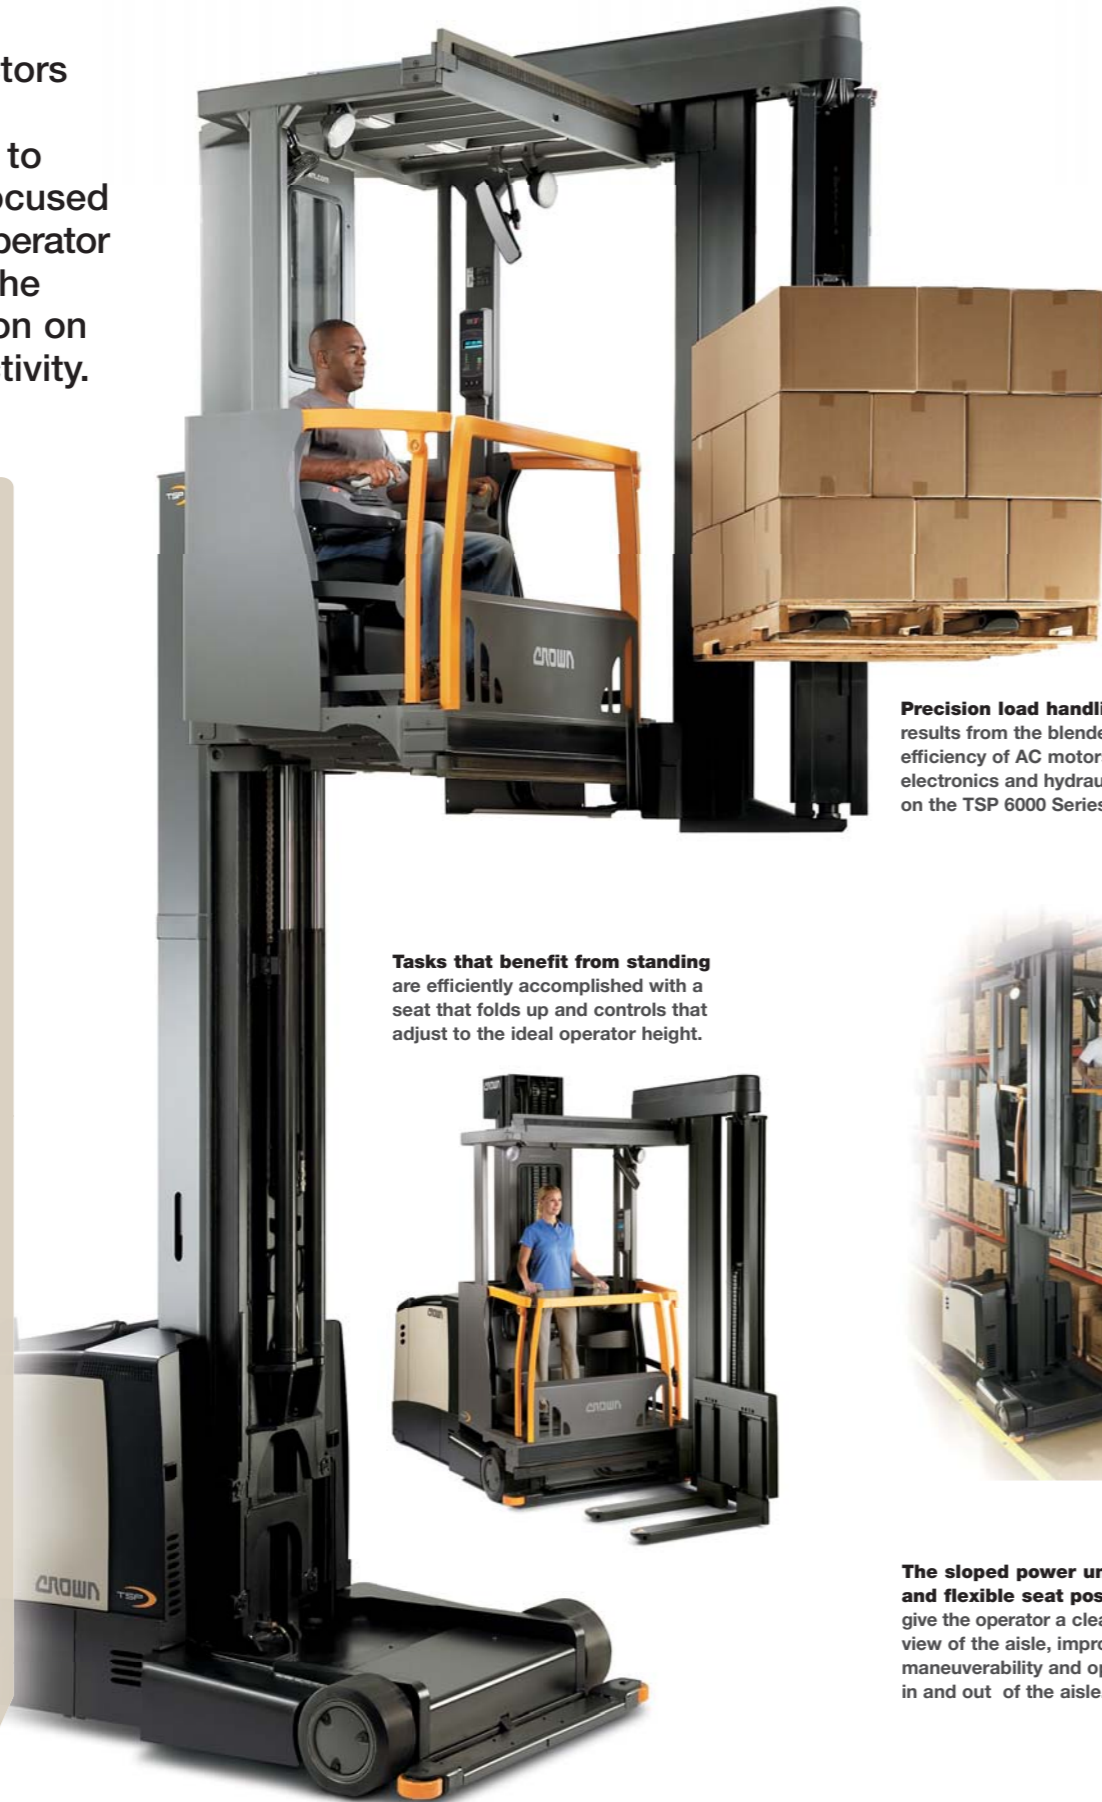 tors
to
ocused
perator
he
on on
tivity.
TSP
CROWN
Precision load handli
results from the blende
efficiency of AC motor
electronics and hydrau
on the TSP 6000 Series
Tasks that benefit from standing
are efficiently accomplished with a
seat that folds up and controls that
adjust to the ideal operator height.
CROWN
CROWN
CROWN
The sloped power un
and flexible seat pos
give the operator a clea
view of the aisle, impro
maneuverability and op
in and out of the aisle
CROWN
TSP